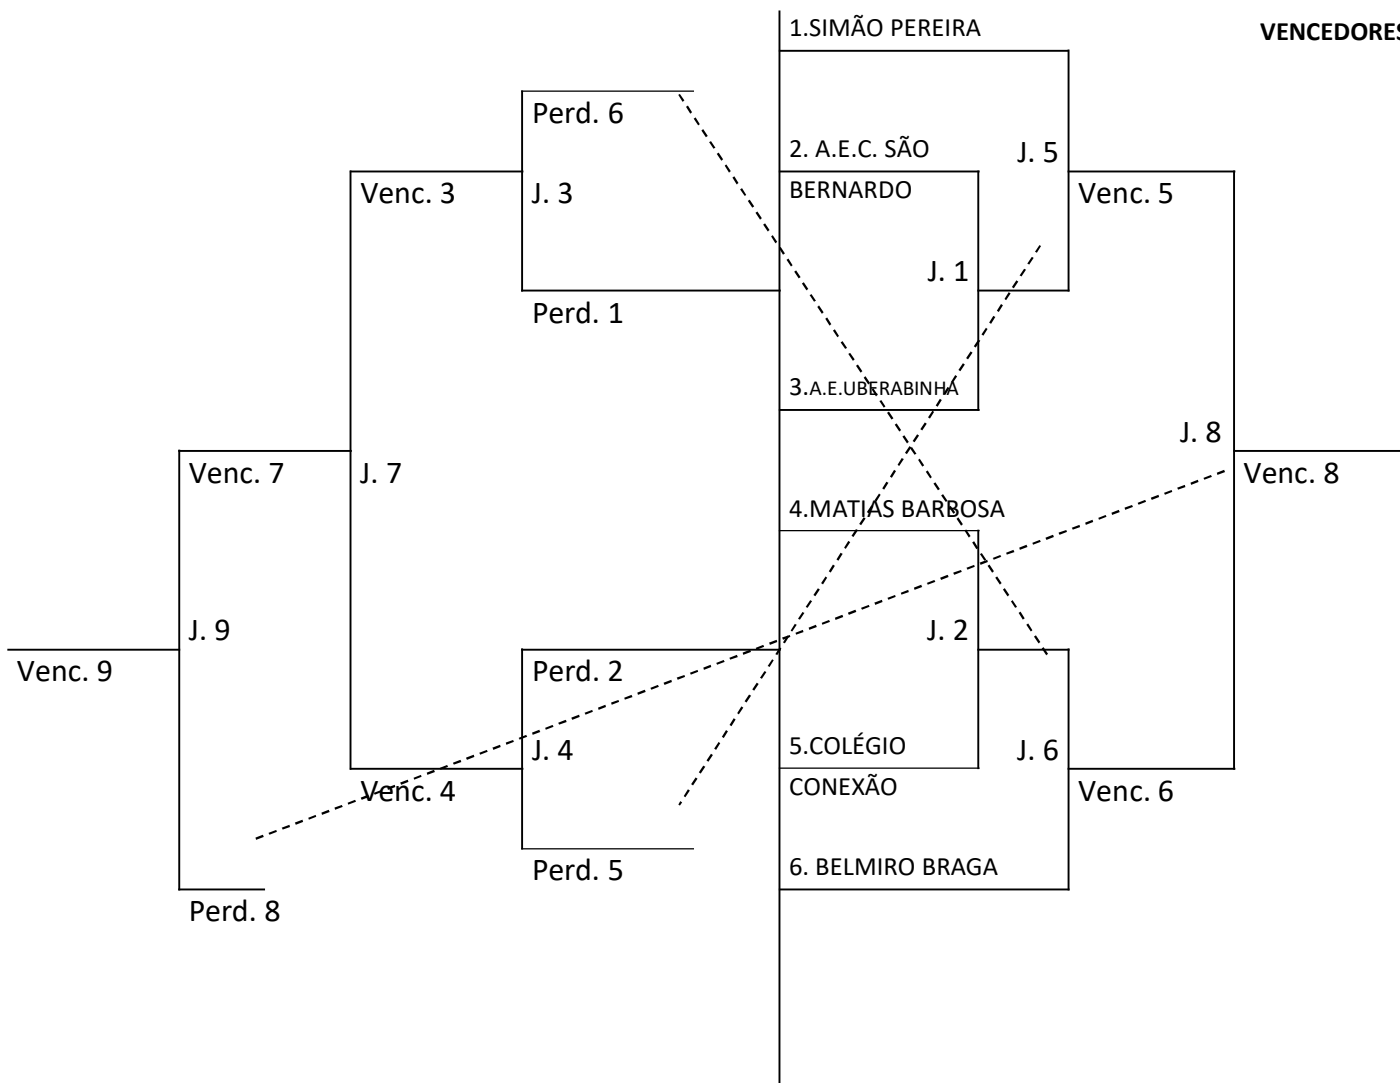 1.SIMÃO PEREIRA
VENCEDORES
Perd. 6
2. A.E.C. SÃO
J. 5
Venc. 3
J. 3
BERNARDO
Venc. 5
J. 1
Perd. 1
3.A.E.UBERABINHA
J. 8
Venc. 7
J. 7
Venc. 8
4.MATIAS BARBOSA
J. 9
J. 2
Venc. 9
Perd. 2
J. 4
5.COLÉGIO
J. 6
Venc. 4
CONEXÃO
Venc. 6
Perd. 5
6. BELMIRO BRAGA
Perd. 8